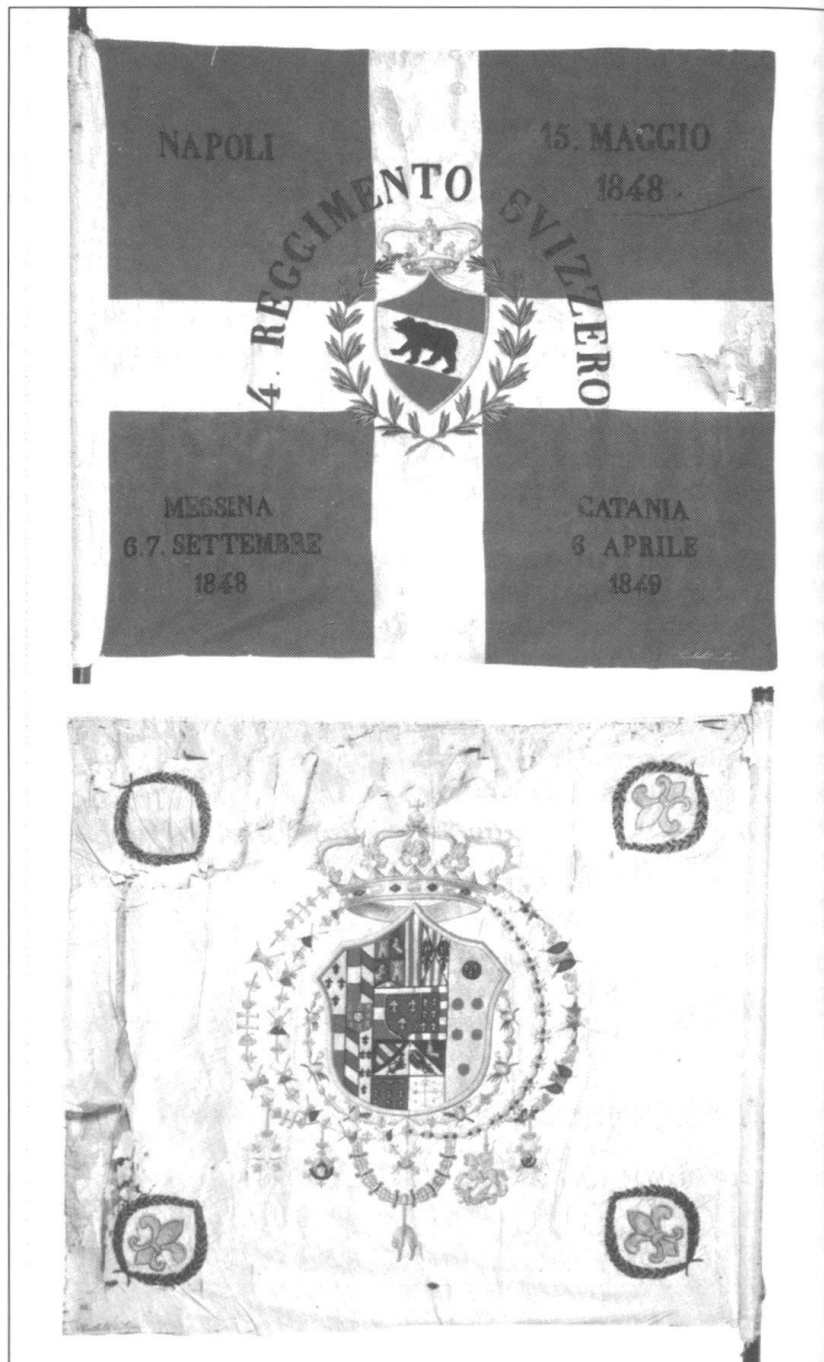 NAPOLI
15. MAGGIO
1848.
4. REGGIMENTO SVIZZERO
MESSINA
6.7. SETTEMBRE
1848
CATANIA
6 APRILE
1849